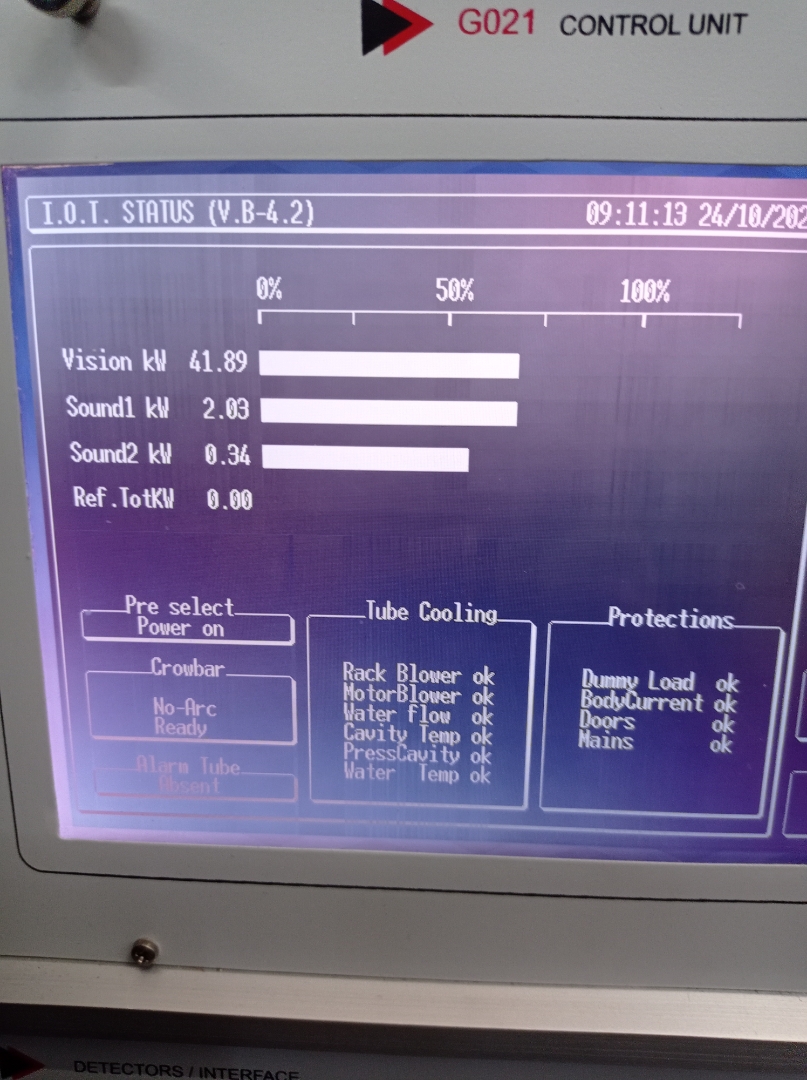 G021 CONTROL UNIT
I.O.T. STATUS (V.B-4.2) 09:11:13 24/10/202
0% 50% 100%
Vision kW 41.89
Sound1 kW 2.03
Sound2 kW 0.34
Ref.TotKW 0.00
Pre select
Power on
Crowbar
No-Arc
Ready
Alarm Tube
Absent
Tube Cooling
Rack Blower ok
MotorBlower ok
Water flow ok
Cavity Temp ok
PressCavity ok
Water Temp ok
Protections
Dummy Load ok
BodyCurrent ok
Doors ok
Mains ok
DETECTORS / INTERFACE